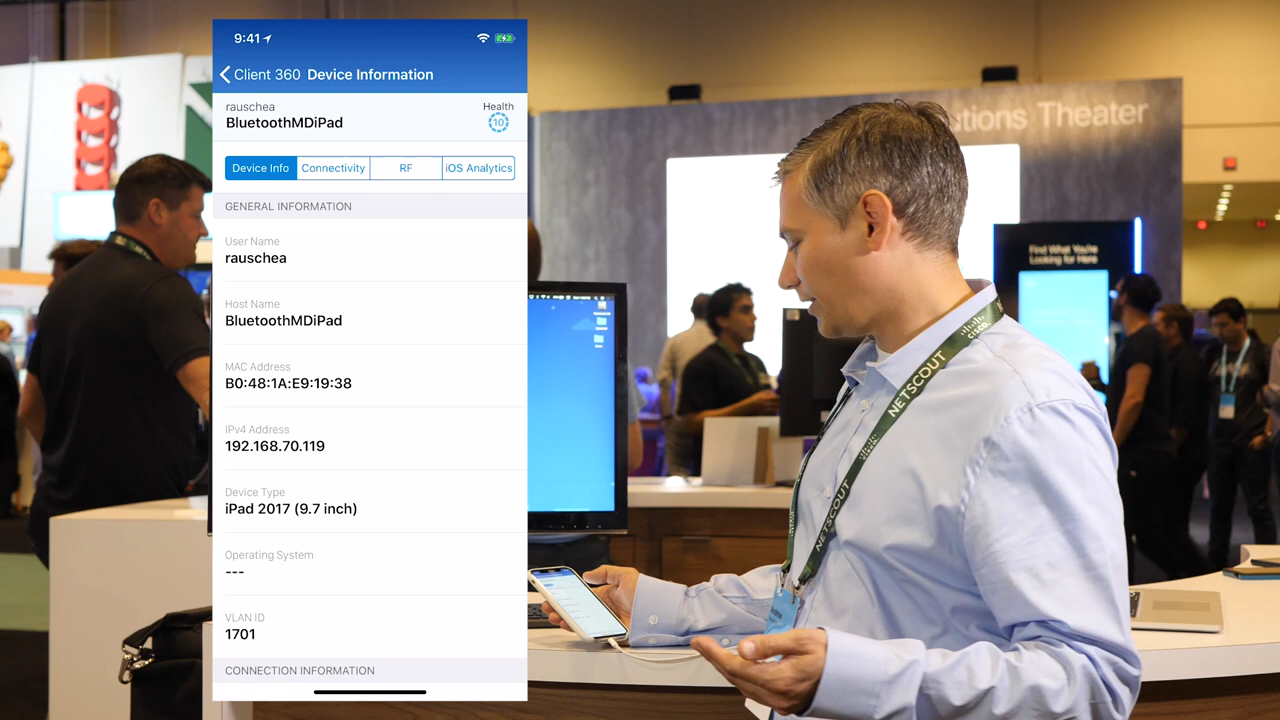 9:41
Client 360 Device Information
rauschea
BluetoothMDiPad
Health
10
Device Info
Connectivity
RF
iOS Analytics
GENERAL INFORMATION
User Name
rauschea
Host Name
BluetoothMDiPad
MAC Address
B0:48:1A:E9:19:38
IPv4 Address
192.168.70.119
Device Type
iPad 2017 (9.7 inch)
Operating System
---
VLAN ID
1701
CONNECTION INFORMATION
Theater
Find What You're
Looking for Here
CISCO
NETSCOUT
CISCO
NETSCOUT